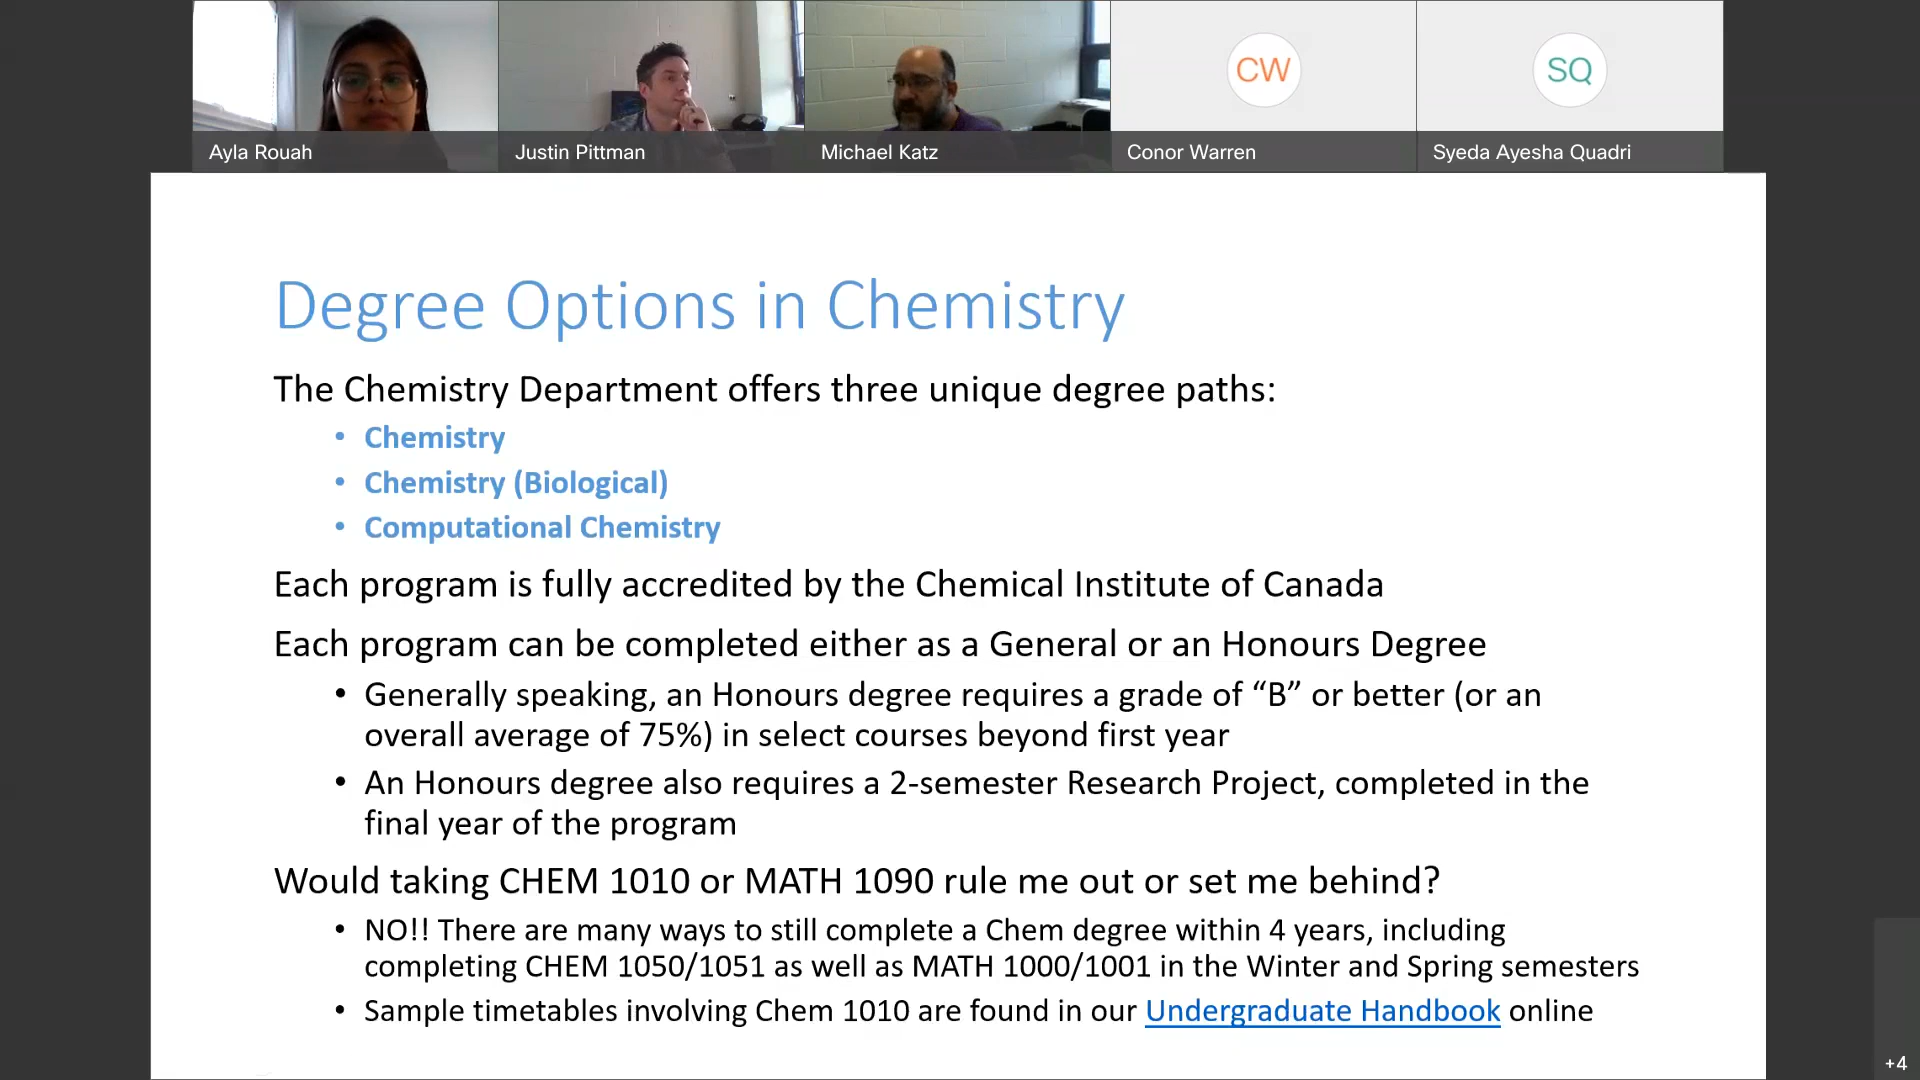 CW
SQ
Ayla Rouah
Justin Pittman
Michael Katz
Conor Warren
Syeda Ayesha Quadri
Degree Options in Chemistry
The Chemistry Department offers three unique degree paths:
• Chemistry
• Chemistry (Biological)
• Computational Chemistry
Each program is fully accredited by the Chemical Institute of Canada
Each program can be completed either as a General or an Honours Degree
• Generally speaking, an Honours degree requires a grade of “B” or better (or an
overall average of 75%) in select courses beyond first year
• An Honours degree also requires a 2-semester Research Project, completed in the
final year of the program
Would taking CHEM 1010 or MATH 1090 rule me out or set me behind?
• NO!! There are many ways to still complete a Chem degree within 4 years, including
completing CHEM 1050/1051 as well as MATH 1000/1001 in the Winter and Spring semesters
• Sample timetables involving Chem 1010 are found in our Undergraduate Handbook online
+4